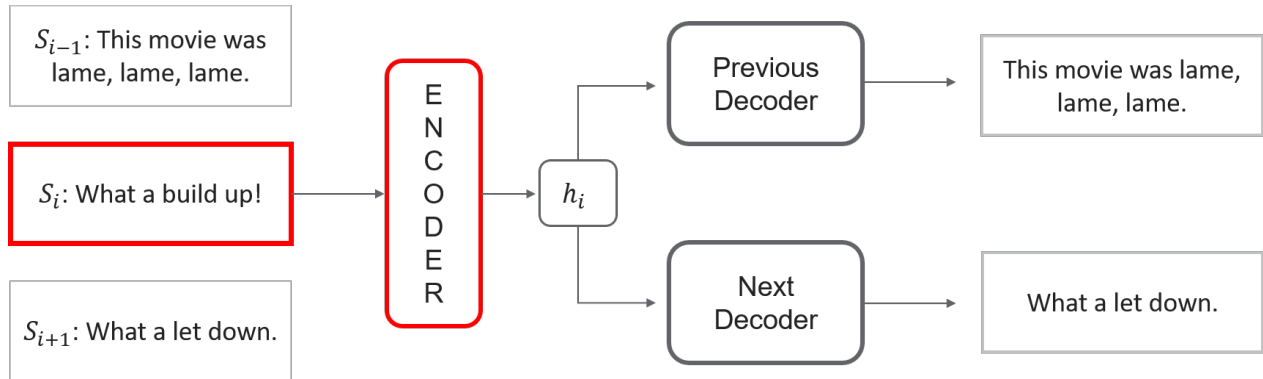 S_{i−1}: This movie was
lame, lame, lame.
S_i: What a build up!
S_{i+1}: What a let down.
E
N
C
O
D
E
R
h_i
Previous
Decoder
Next
Decoder
This movie was lame,
lame, lame.
What a let down.